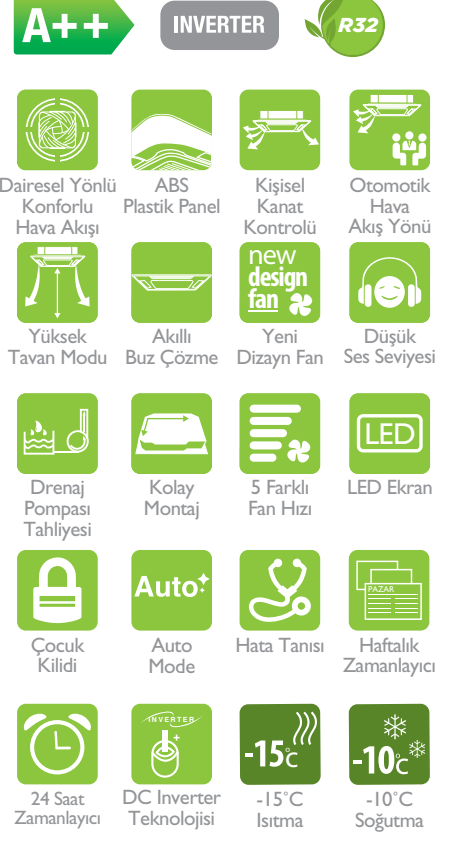 A++
INVERTER
R32
Dairesel Yönlü
Konforlu
Hava Akışı
ABS
Plastik Panel
Kişisel
Kanat
Kontrolü
Otomotik
Hava
Akış Yönü
Yüksek
Tavan Modu
Akıllı
Buz Çözme
new
design
fan
Yeni
Dizayn Fan
Düşük
Ses Seviyesi
Drenaj
Pompası
Tahliyesi
Kolay
Montaj
5 Farklı
Fan Hızı
LED
LED Ekran
Çocuk
Kilidi
Auto
Auto
Mode
Hata Tanısı
PAZAR
Haftalık
Zamanlayıcı
24 Saat
Zamanlayıcı
INVERTER
DC Inverter
Teknolojisi
-15°C
-15°C
Isıtma
-10°C
-10°C
Soğutma